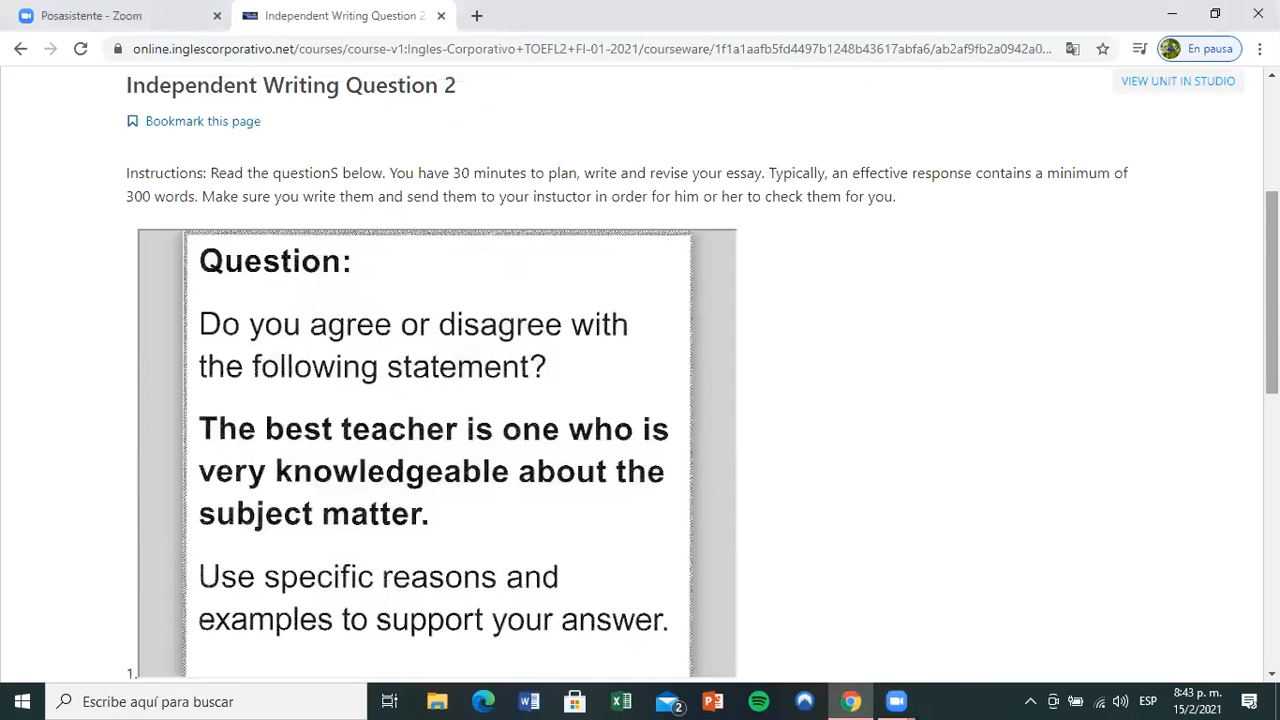 Posasistente - Zoom
Independent Writing Question 2
online.inglescorporativo.net/courses/course-v1:Ingles-Corporativo+TOEFL2+FI-01-2021/courseware/1f1a1aafb5fd4497b1248b43617abfa6/ab2af9fb2a0942a0...
En pausa
Independent Writing Question 2
VIEW UNIT IN STUDIO
Bookmark this page
Instructions: Read the questionS below. You have 30 minutes to plan, write and revise your essay. Typically, an effective response contains a minimum of
300 words. Make sure you write them and send them to your instuctor in order for him or her to check them for you.
Question:
Do you agree or disagree with
the following statement?
The best teacher is one who is
very knowledgeable about the
subject matter.
Use specific reasons and
examples to support your answer.
1.
Escribe aquí para buscar
2
ESP
8:43 p. m.
15/2/2021